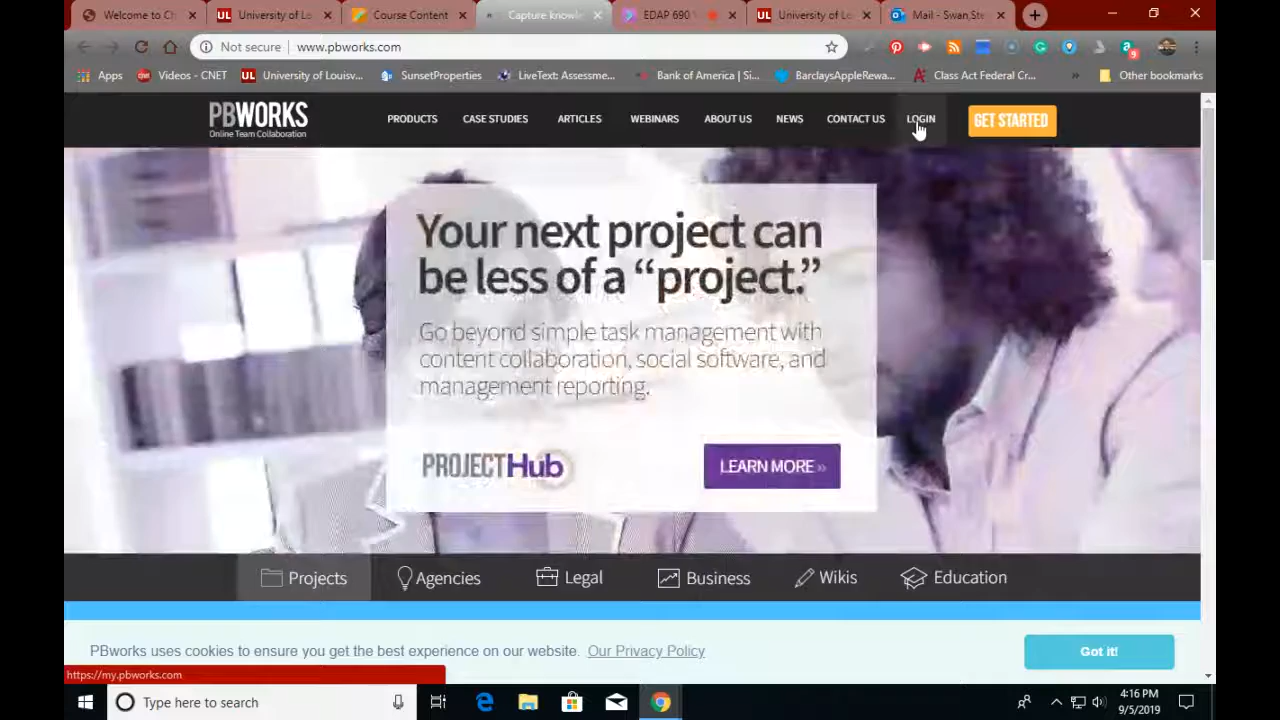 Welcome to Ch
University of Lo
Course Content
Capture knowle
EDAP 690
University of Lo
Mail - Swan,Ste
Not secure | www.pbworks.com
Apps
Videos - CNET
University of Louisv...
SunsetProperties
LiveText: Assessme...
Bank of America | Si...
BarclaysAppleRewa...
Class Act Federal Cr...
»
Other bookmarks
PBWORKS
Online Team Collaboration
PRODUCTS
CASE STUDIES
ARTICLES
WEBINARS
ABOUT US
NEWS
CONTACT US
LOGIN
GET STARTED
Your next project can
be less of a “project.”
Go beyond simple task management with
content collaboration, social software, and
management reporting.
PROJECTHub
LEARN MORE »
Projects
Agencies
Legal
Business
Wikis
Education
PBworks uses cookies to ensure you get the best experience on our website. Our Privacy Policy
Got it!
https://my.pbworks.com
Type here to search
4:16 PM
9/5/2019